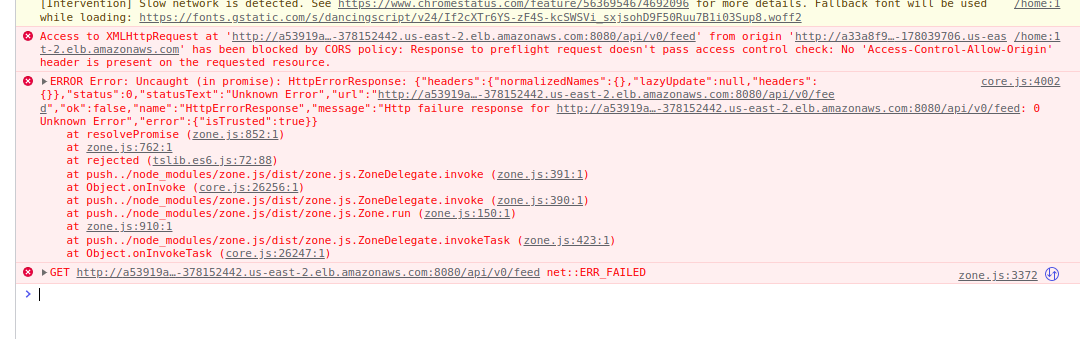 [Intervention] Slow network is detected. See https://www.chromestatus.com/feature/5636954674692096 for more details. Fallback font will be used /home:1
while loading: https://fonts.gstatic.com/s/dancingscript/v24/If2cXTr6YS-zF4S-kcSWSVi_sxjsohD9F50Ruu7B1i03Sup8.woff2
Access to XMLHttpRequest at 'http://a53919a…-378152442.us-east-2.elb.amazonaws.com:8080/api/v0/feed' from origin 'http://a33a8f9…-178039706.us-eas /home:1
t-2.elb.amazonaws.com' has been blocked by CORS policy: Response to preflight request doesn't pass access control check: No 'Access-Control-Allow-Origin'
header is present on the requested resource.
▶ERROR Error: Uncaught (in promise): HttpErrorResponse: {"headers":{"normalizedNames":{},"lazyUpdate":null,"headers": core.js:4002
{}},"status":0,"statusText":"Unknown Error","url":"http://a53919a…-378152442.us-east-2.elb.amazonaws.com:8080/api/v0/fee
d","ok":false,"name":"HttpErrorResponse","message":"Http failure response for http://a53919a…-378152442.us-east-2.elb.amazonaws.com:8080/api/v0/feed: 0
Unknown Error","error":{"isTrusted":true}}
at resolvePromise (zone.js:852:1)
at zone.js:762:1
at rejected (tslib.es6.js:72:88)
at push../node_modules/zone.js/dist/zone.js.ZoneDelegate.invoke (zone.js:391:1)
at Object.onInvoke (core.js:26256:1)
at push../node_modules/zone.js/dist/zone.js.ZoneDelegate.invoke (zone.js:390:1)
at push../node_modules/zone.js/dist/zone.js.Zone.run (zone.js:150:1)
at zone.js:910:1
at push../node_modules/zone.js/dist/zone.js.ZoneDelegate.invokeTask (zone.js:423:1)
at Object.onInvokeTask (core.js:26247:1)
▶GET http://a53919a…-378152442.us-east-2.elb.amazonaws.com:8080/api/v0/feed net::ERR_FAILED zone.js:3372
>